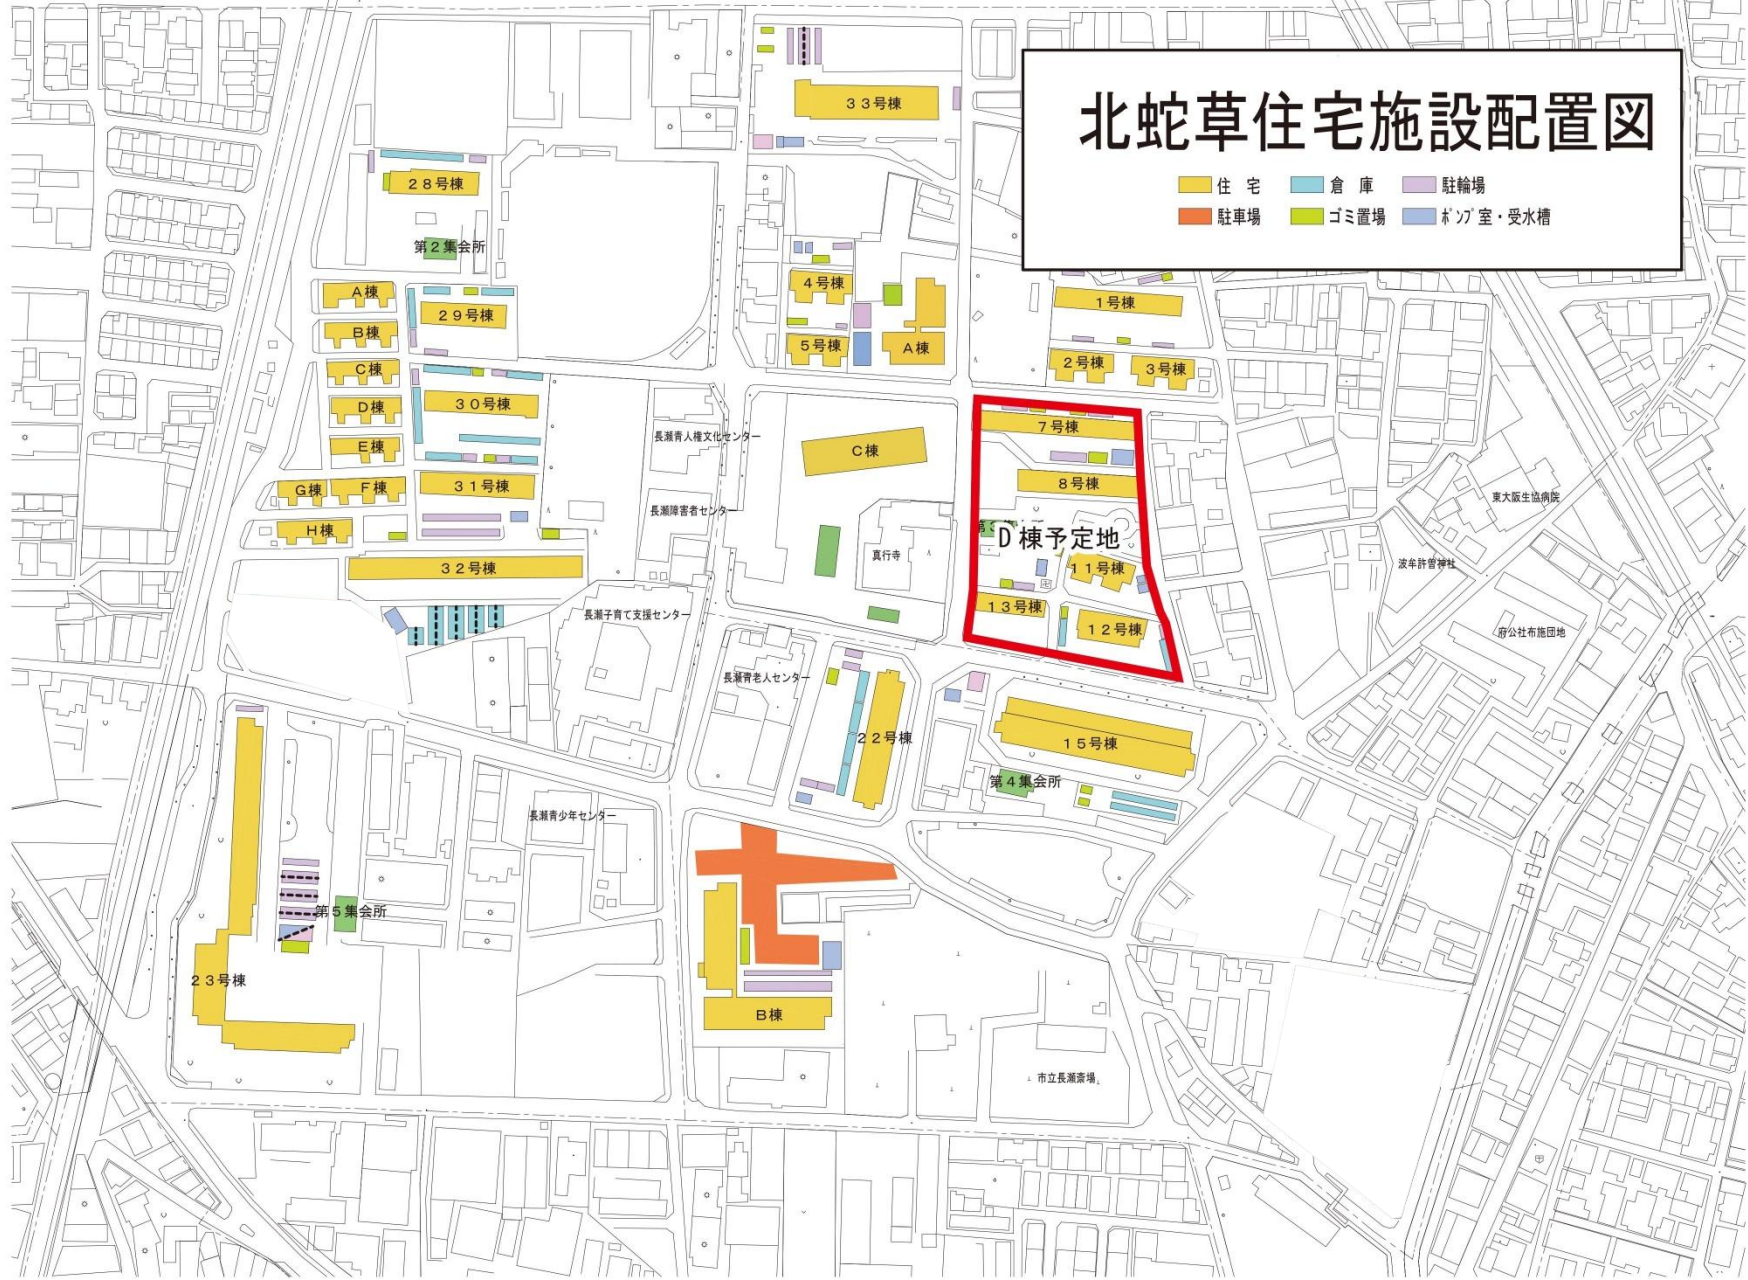 北蛇草住宅施設配置図
住　宅
倉　庫
駐輪場
駐車場
ゴミ置場
ﾎﾟﾝﾌﾟ室・受水槽
３３号棟
２８号棟
第２集会所
A棟
２９号棟
４号棟
１号棟
B棟
５号棟
A棟
２号棟
３号棟
C棟
D棟
３０号棟
７号棟
長瀬青人権文化センター
C棟
E棟
８号棟
G棟
F棟
３１号棟
東大阪生協病院
長瀬障害者センター
H棟
D棟予定地
真行寺
３２号棟
１１号棟
波牟許曽神社
１３号棟
長瀬子育て支援センター
１２号棟
府公社布施団地
長瀬青老人センター
２２号棟
１５号棟
第４集会所
長瀬青少年センター
第５集会所
２３号棟
B棟
市立長瀬斎場